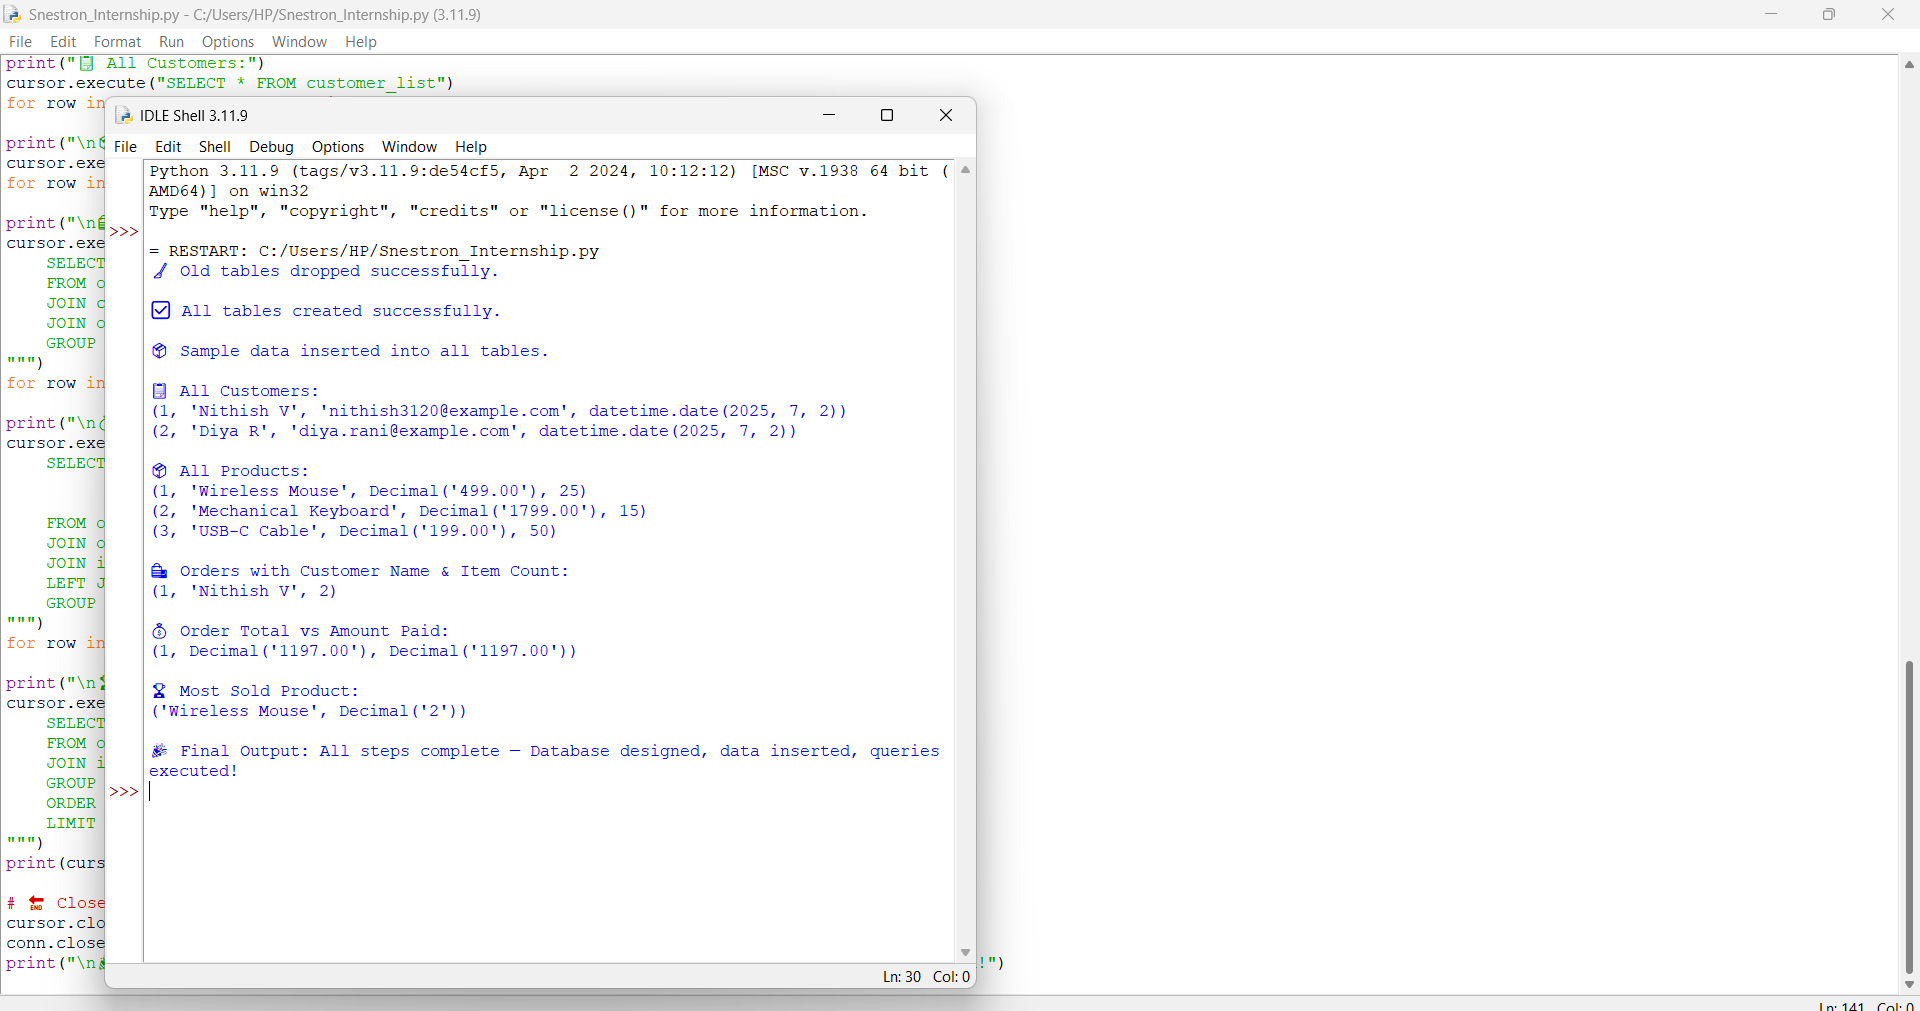 Snestron_Internship.py - C:/Users/HP/Snestron_Internship.py (3.11.9)
File Edit Format Run Options Window Help
print("📋 All Customers:")
cursor.execute("SELECT * FROM customer_list")
for row in
print("\n
cursor.exe
for row in
print("\n
cursor.exe
SELECT
FROM o
JOIN c
JOIN o
GROUP
""")
for row in
print("\n
cursor.exe
SELECT
FROM o
JOIN o
JOIN i
LEFT J
GROUP
""")
for row in
print("\n
cursor.exe
SELECT
FROM o
JOIN i
GROUP
ORDER
LIMIT
""")
print(curs
# 🔚 Close
cursor.clo
conn.close
print("\n
!")
Ln: 141 Col: 0
IDLE Shell 3.11.9
File Edit Shell Debug Options Window Help
Python 3.11.9 (tags/v3.11.9:de54cf5, Apr  2 2024, 10:12:12) [MSC v.1938 64 bit (
AMD64)] on win32
Type "help", "copyright", "credits" or "license()" for more information.
>>>
= RESTART: C:/Users/HP/Snestron_Internship.py
🧹 Old tables dropped successfully.
✅ All tables created successfully.
📦 Sample data inserted into all tables.
📋 All Customers:
(1, 'Nithish V', 'nithish3120@example.com', datetime.date(2025, 7, 2))
(2, 'Diya R', 'diya.rani@example.com', datetime.date(2025, 7, 2))
📦 All Products:
(1, 'Wireless Mouse', Decimal('499.00'), 25)
(2, 'Mechanical Keyboard', Decimal('1799.00'), 15)
(3, 'USB-C Cable', Decimal('199.00'), 50)
🛍 Orders with Customer Name & Item Count:
(1, 'Nithish V', 2)
💰 Order Total vs Amount Paid:
(1, Decimal('1197.00'), Decimal('1197.00'))
🏆 Most Sold Product:
('Wireless Mouse', Decimal('2'))
🎉 Final Output: All steps complete — Database designed, data inserted, queries
executed!
>>>
Ln: 30 Col: 0